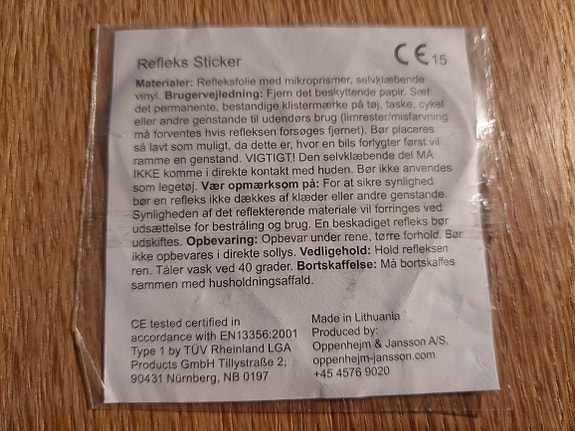 Refleks Sticker
CE 15
Materialer: Refleksfolie med mikroprismer, selvklæbende
vinyl. Brugervejledning: Fjern det beskyttende papir. Sæt
det permanente, bestandige klistermærke på tøj, taske, cykel
eller andre genstande til udendørs brug (limrester/misfarvning
må forventes hvis refleksen forsøges fjernet). Bør placeres
så lavt som muligt, da dette er, hvor en bils forlygter først vil
ramme en genstand. VIGTIGT! Den selvklæbende del MÅ
IKKE komme i direkte kontakt med huden. Bør ikke anvendes
som legetøj. Vær opmærksom på: For at sikre synlighed
bør en refleks ikke dækkes af klæder eller andre genstande.
Synligheden af det reflekterende materiale vil forringes ved
udsættelse for bestråling og brug. En beskadiget refleks bør
udskiftes. Opbevaring: Opbevar under rene, tørre forhold. Bør
ikke opbevares i direkte sollys. Vedligehold: Hold refleksen
ren. Tåler vask ved 40 grader. Bortskaffelse: Må bortskaffes
sammen med husholdningsaffald.
CE tested certified in
accordance with EN13356:2001
Type 1 by TÜV Rheinland LGA
Products GmbH Tillystraße 2,
90431 Nürnberg, NB 0197
Made in Lithuania
Produced by:
Oppenhejm & Jansson A/S.
oppenhejm-jansson.com
+45 4576 9020